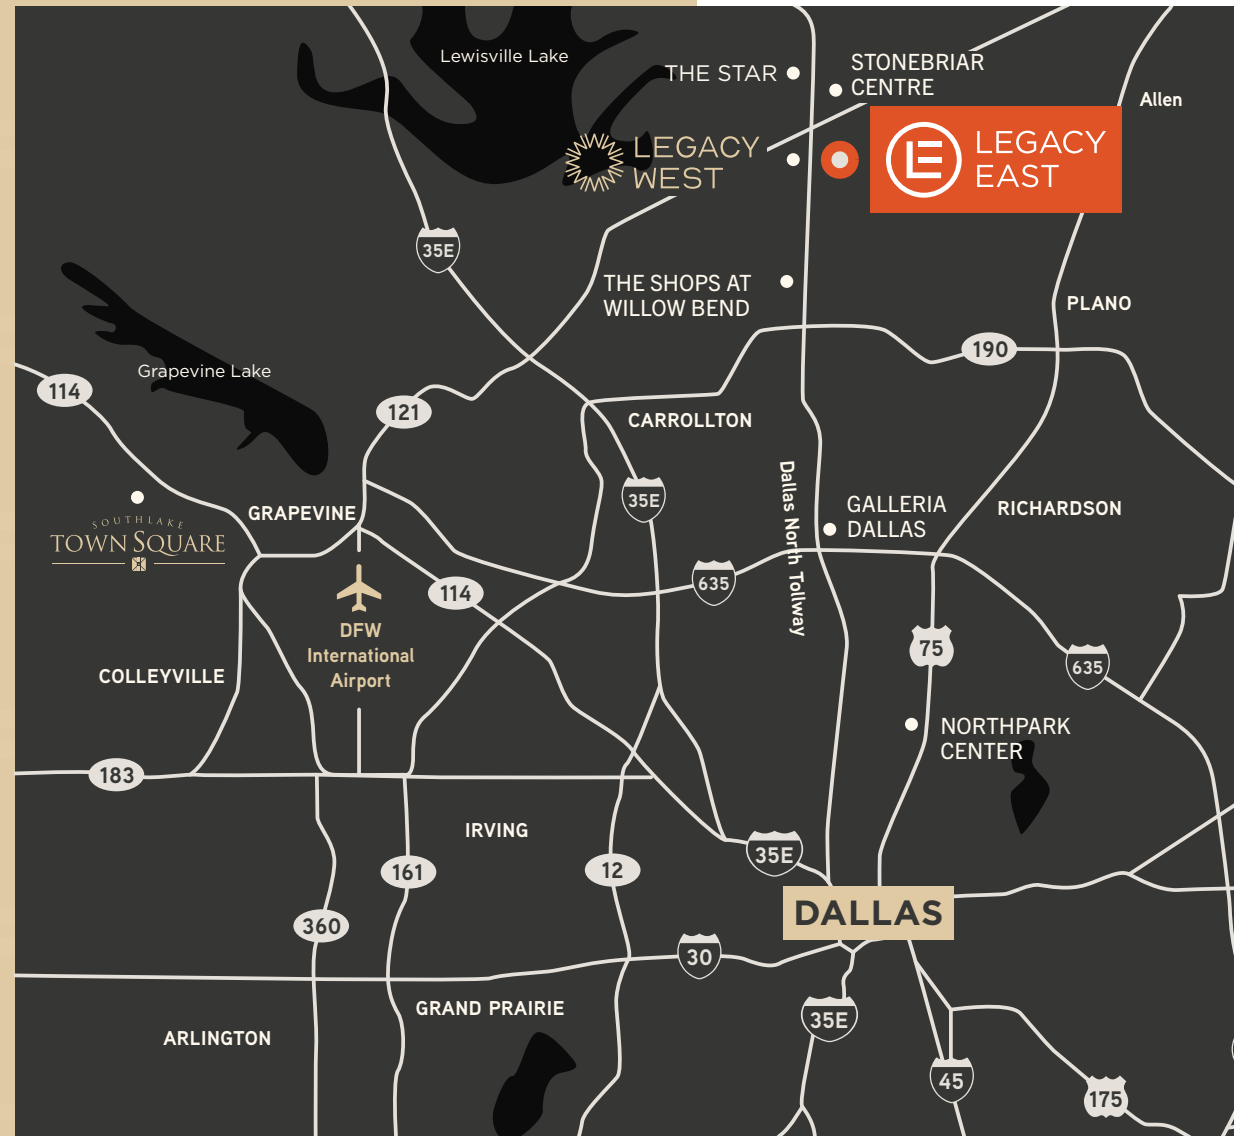 Lewisville Lake
THE STAR
STONEBRIAR
CENTRE
Allen
LEGACY
WEST
LE
LEGACY
EAST
35E
THE SHOPS AT
WILLOW BEND
PLANO
190
Grapevine Lake
114
121
CARROLLTON
Dallas North Tollway
35E
GALLERIA
DALLAS
RICHARDSON
GRAPEVINE
SOUTHLAKE
TOWN SQUARE
635
114
DFW
International
Airport
75
635
COLLEYVILLE
NORTHPARK
CENTER
183
IRVING
35E
161
12
360
DALLAS
30
GRAND PRAIRIE
35E
ARLINGTON
45
175